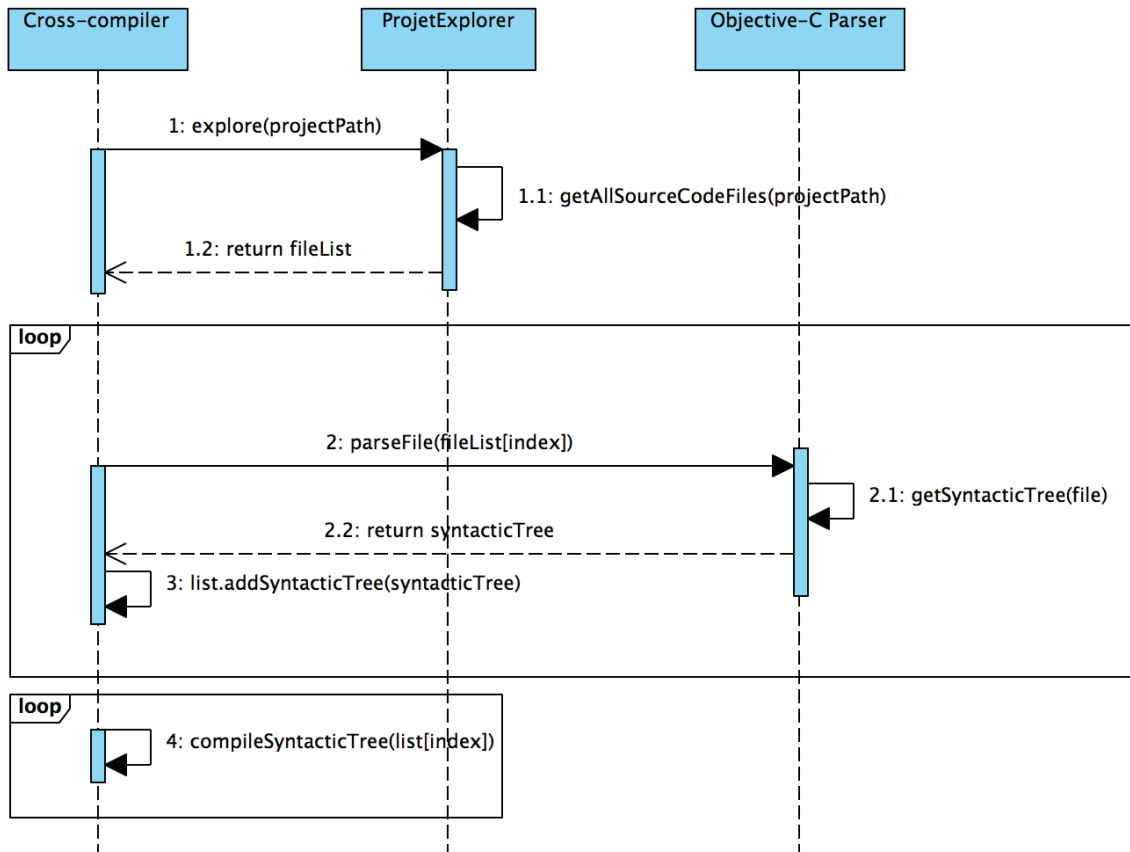 Cross-compiler
ProjetExplorer
Objective-C Parser
1: explore(projectPath)
1.1: getAllSourceCodeFiles(projectPath)
1.2: return fileList
loop
2: parseFile(fileList[index])
2.1: getSyntacticTree(file)
2.2: return syntacticTree
3: list.addSyntacticTree(syntacticTree)
loop
4: compileSyntacticTree(list[index])